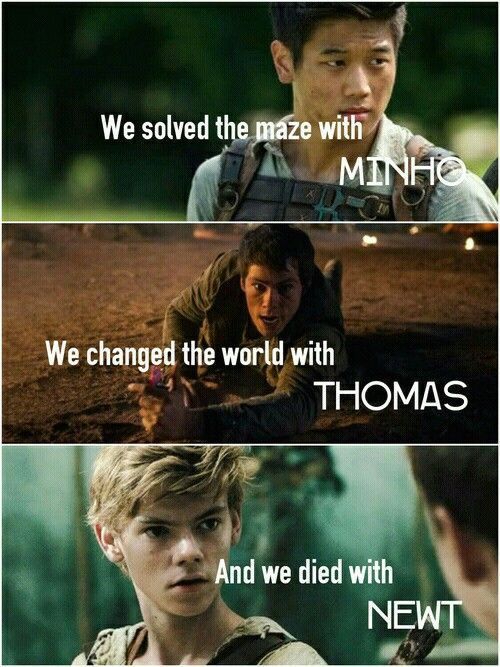 We solved the maze with
MINHO
We changed the world with
THOMAS
And we died with
NEWT